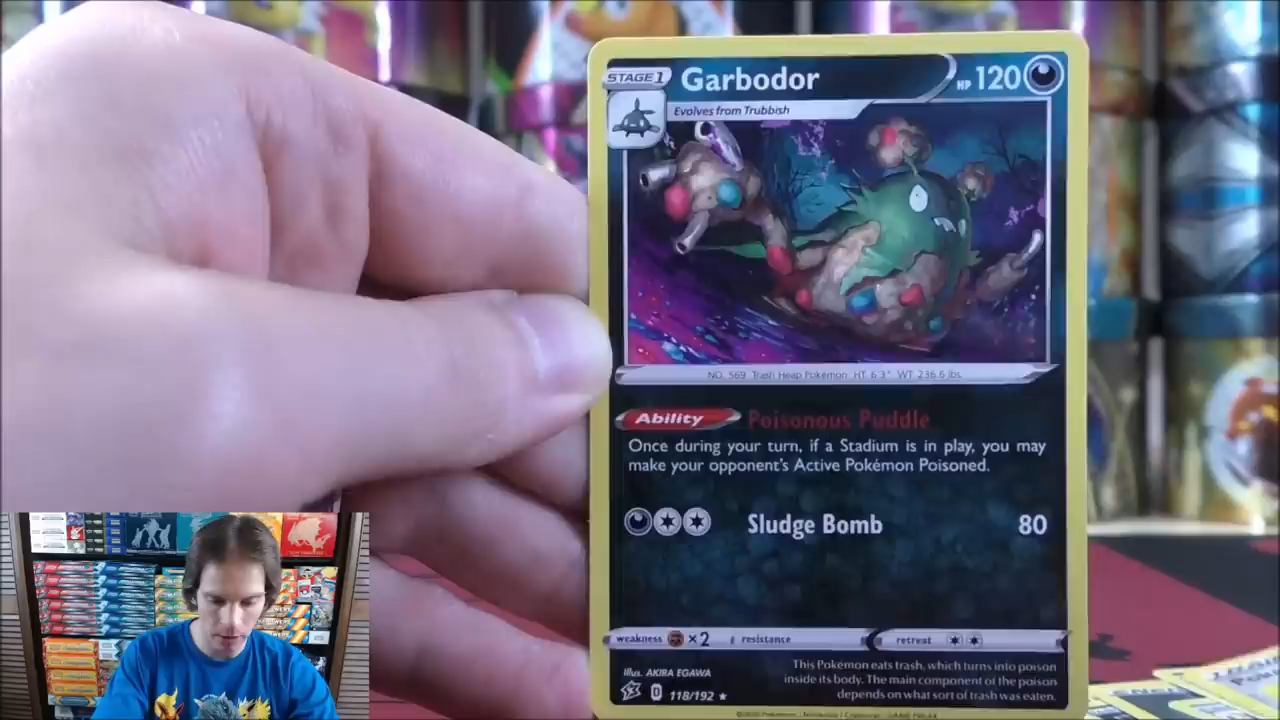 STAGE 1 Garbodor HP 120
Evolves from Trubbish
NO. 569 Trash Heap Pokémon HT: 6'3" WT: 236.6 lbs.
Ability Poisonous Puddle
Once during your turn, if a Stadium is in play, you may
make your opponent's Active Pokémon Poisoned.
Sludge Bomb 80
weakness ×2 resistance retreat
Illus. AKIRA EGAWA
D 118/192
This Pokémon eats trash, which turns into poison
inside its body. The main component of the poison
depends on what sort of trash was eaten.